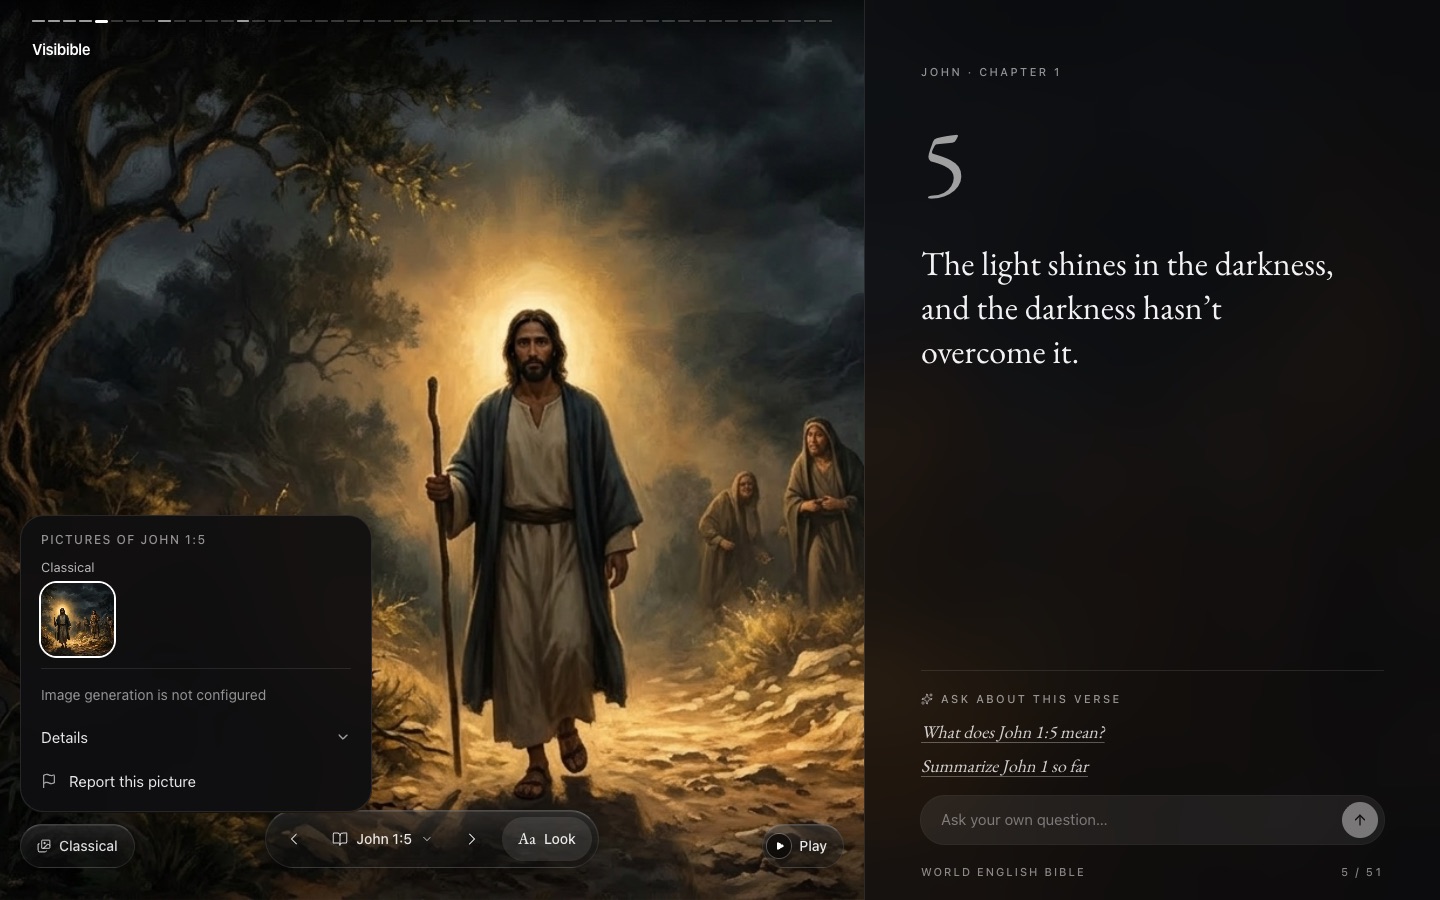 Visibible
JOHN · CHAPTER 1
5
The light shines in the darkness,
and the darkness hasn’t
overcome it.
PICTURES OF JOHN 1:5
Classical
Image generation is not configured
Details
Report this picture
Classical
John 1:5
Aa Look
Play
ASK ABOUT THIS VERSE
What does John 1:5 mean?
Summarize John 1 so far
Ask your own question...
WORLD ENGLISH BIBLE
5 / 51